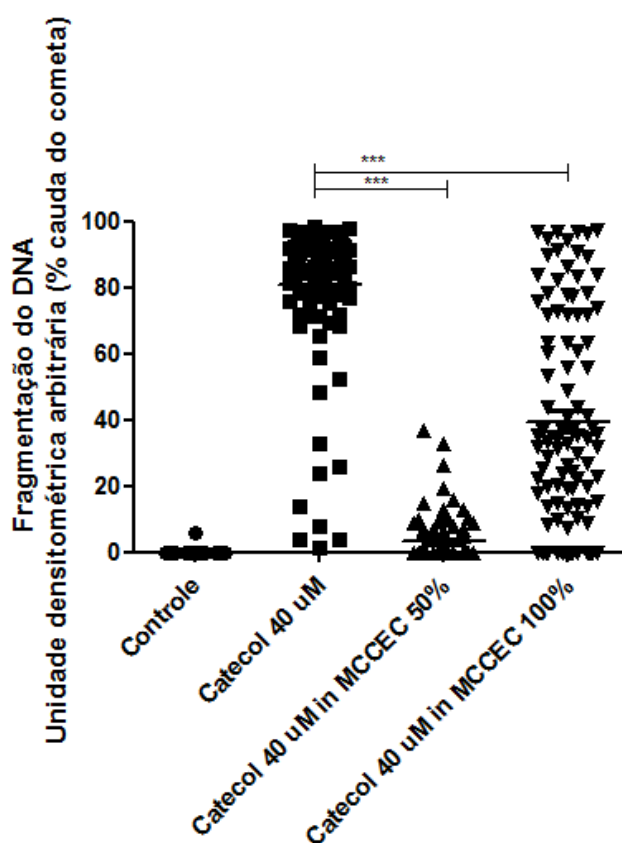 ***
***
Fragmentação do DNA
Unidade densitométrica arbitrária (% cauda do cometa)
100
80
60
40
20
0
Controle
Catecol 40 uM
Catecol 40 uM in MCCEC 50%
Catecol 40 uM in MCCEC 100%